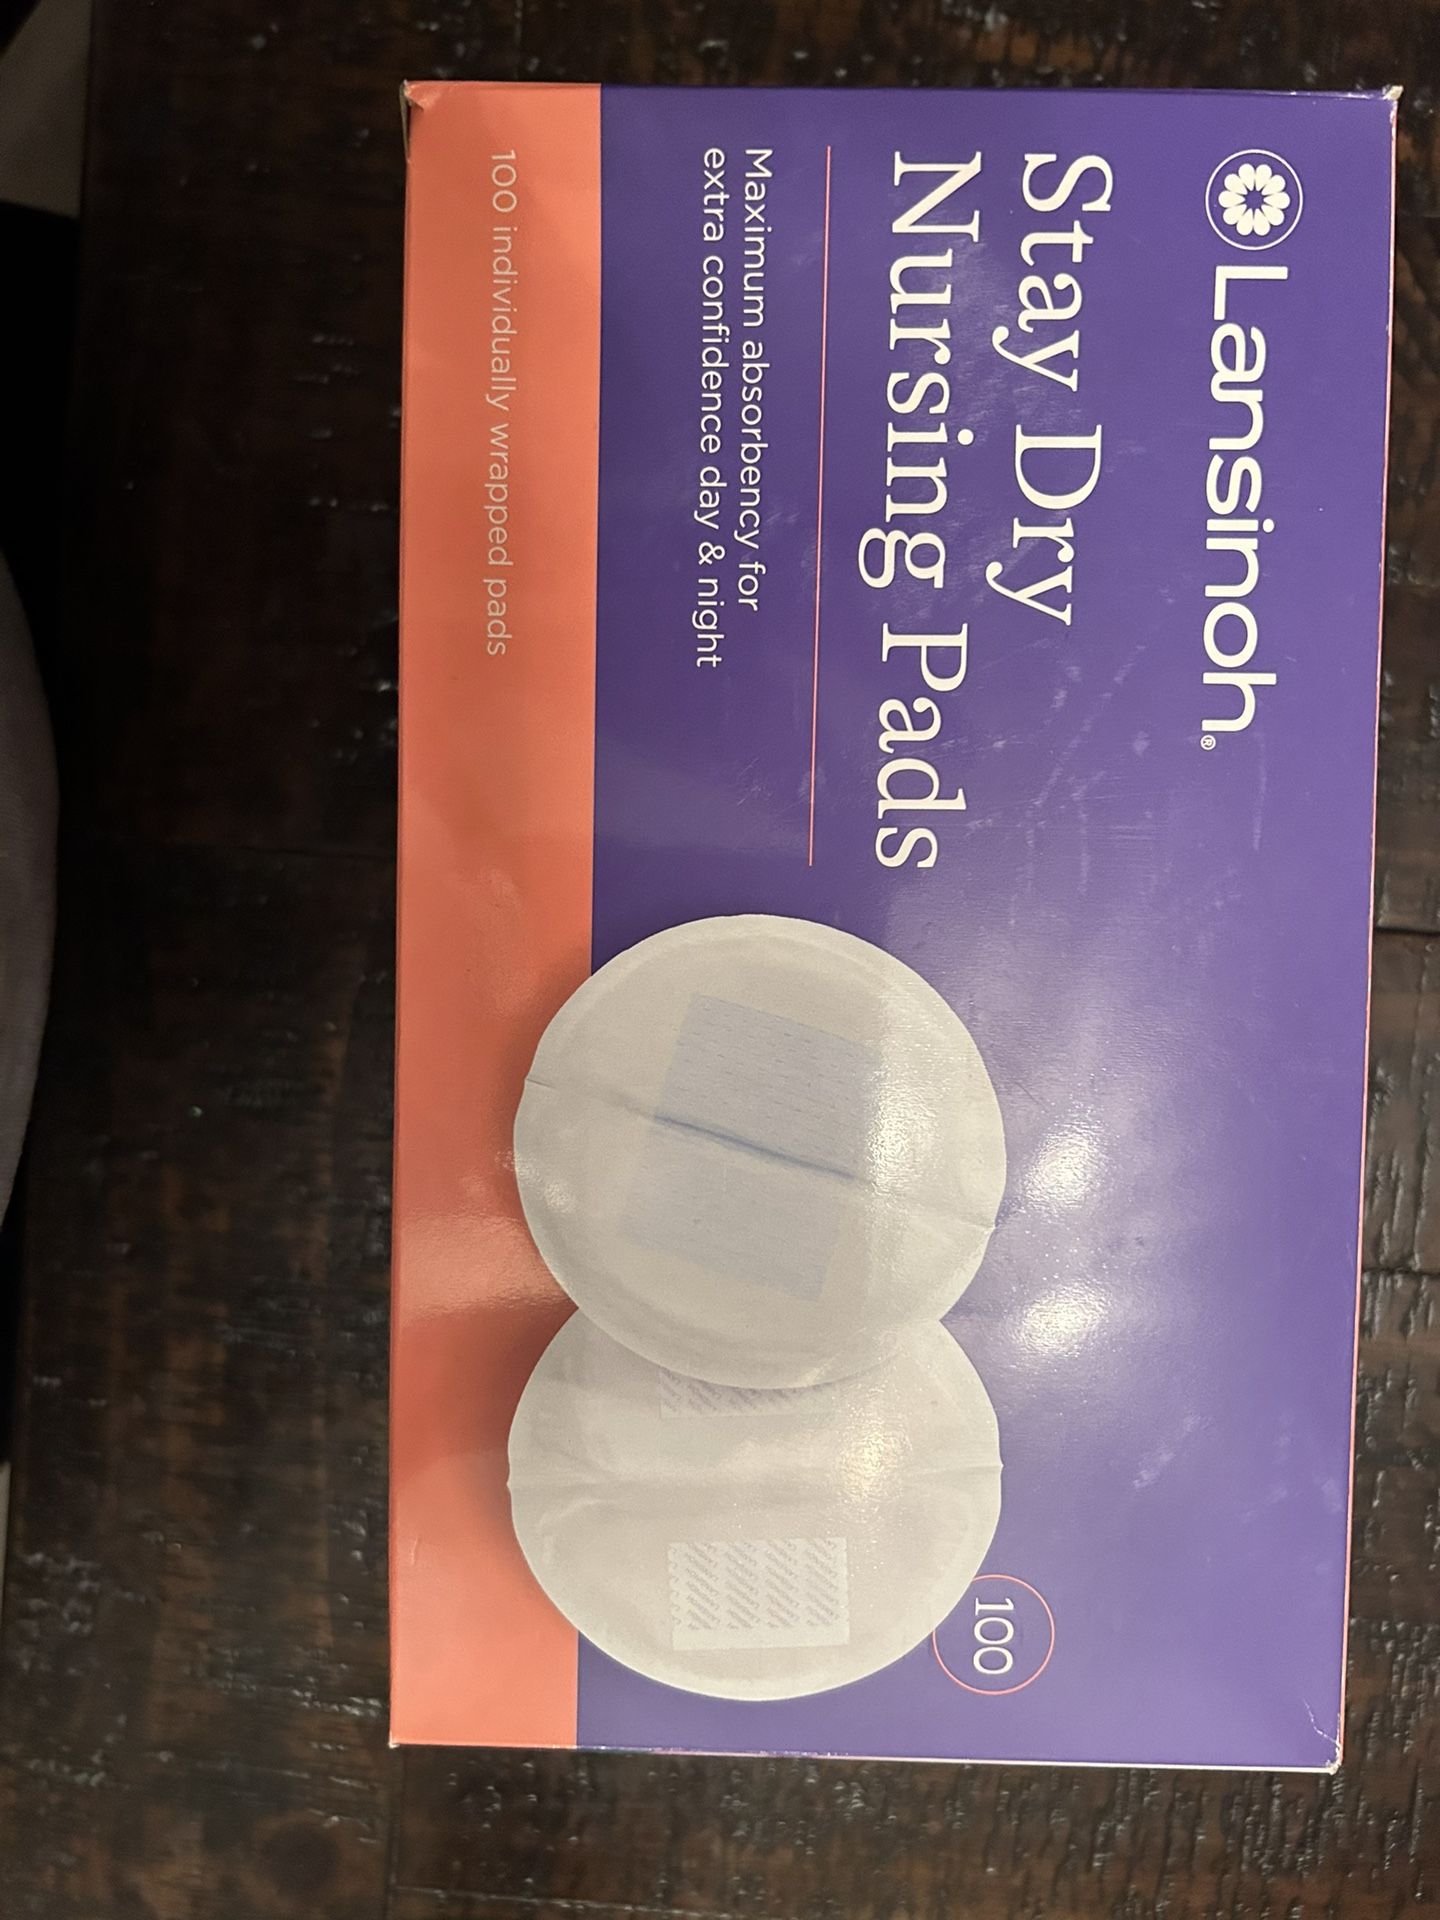 Lansinoh®
Stay Dry
Nursing Pads
Maximum absorbency for
extra confidence day & night
100 individually wrapped pads
100